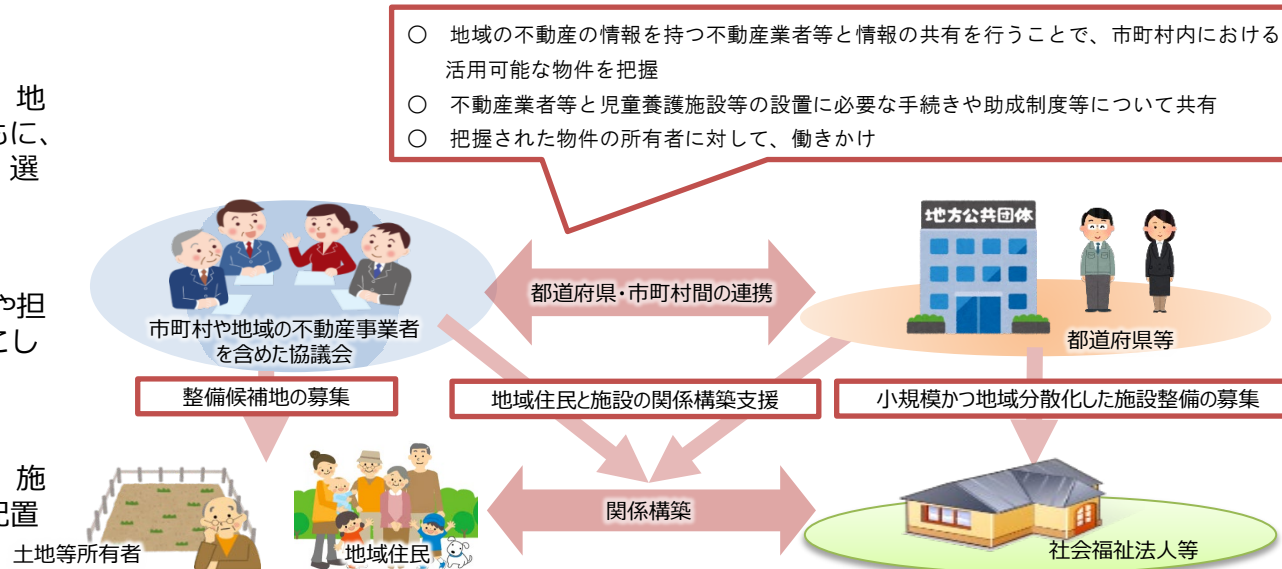 ○ 地域の不動産の情報を持つ不動産業者等と情報の共有を行うことで、市町村内における
活用可能な物件を把握
○ 不動産業者等と児童養護施設等の設置に必要な手続きや助成制度等について共有
○ 把握された物件の所有者に対して、働きかけ
地
もに、
選
や担
こし
施
配置
地方公共団体
都道府県・市町村間の連携
市町村や地域の不動産事業者
を含めた協議会
都道府県等
整備候補地の募集
地域住民と施設の関係構築支援
小規模かつ地域分散化した施設整備の募集
関係構築
土地等所有者
地域住民
社会福祉法人等